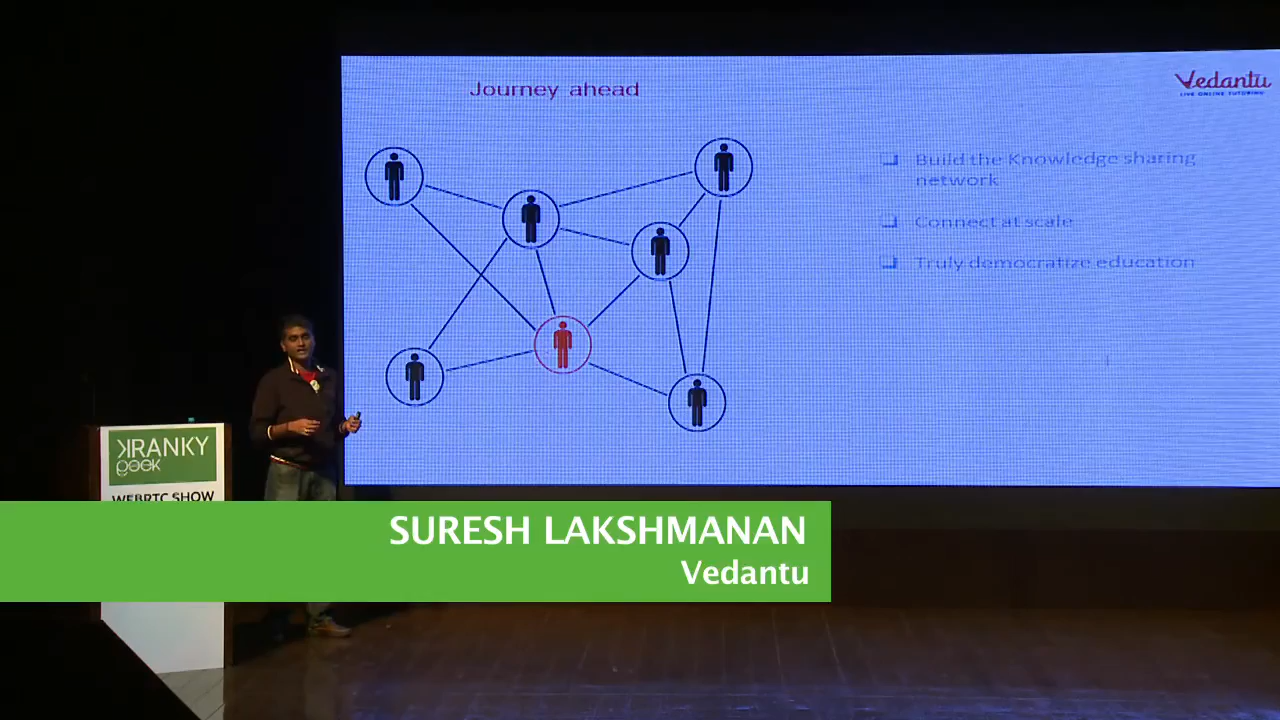 Journey ahead
Vedantu
LIVE ONLINE TUTORING
Build the Knowledge sharing
network
Connect at scale
Truly democratize education
KRANKY
geek
WEBRTC SHOW
SURESH LAKSHMANAN
Vedantu